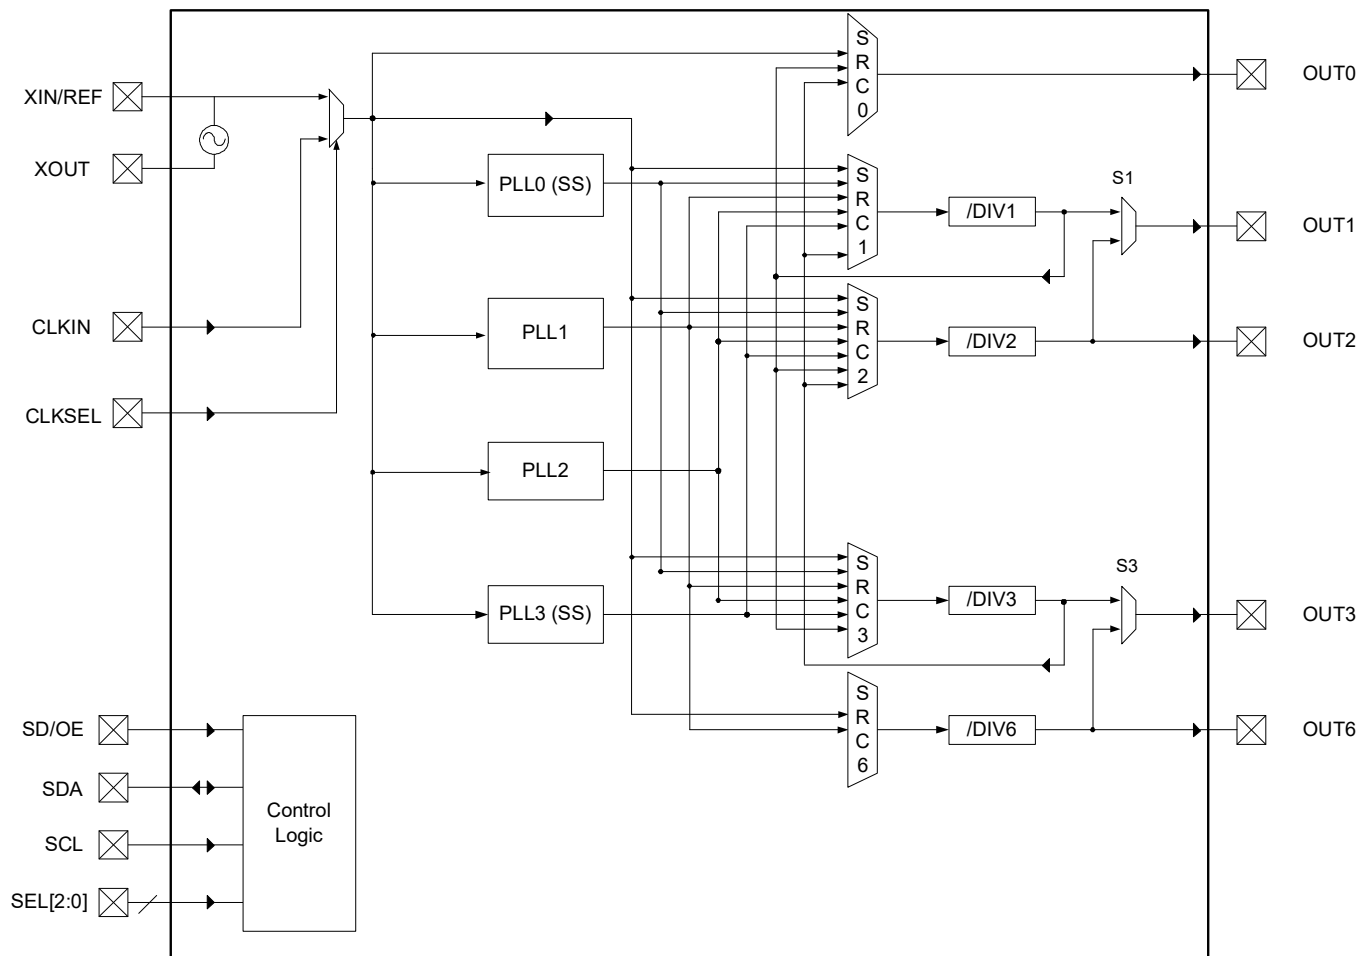 XIN/REF
XOUT
CLKIN
CLKSEL
SD/OE
SDA
SCL
SEL[2:0]
Control
Logic
PLL0 (SS)
PLL1
PLL2
PLL3 (SS)
S
R
C
0
S
R
C
1
S
R
C
2
S
R
C
3
S
R
C
6
/DIV1
/DIV2
/DIV3
/DIV6
S1
S3
OUT0
OUT1
OUT2
OUT3
OUT6